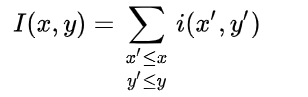 I(x, y) = ∑ i(x′, y′)
x′≤x
y′≤y